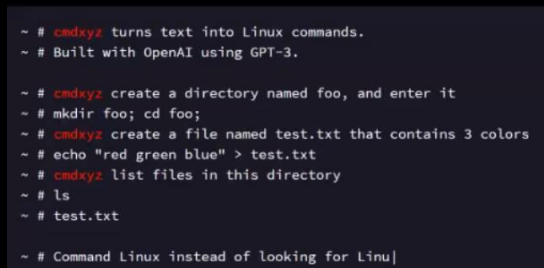 ~ # cmdxyz turns text into Linux commands.
~ # Built with OpenAI using GPT-3.
~ # cmdxyz create a directory named foo, and enter it
~ # mkdir foo; cd foo;
~ # cmdxyz create a file named test.txt that contains 3 colors
~ # echo "red green blue" > test.txt
~ # cmdxyz list files in this directory
~ # ls
~ # test.txt
~ # Command Linux instead of looking for Linu|